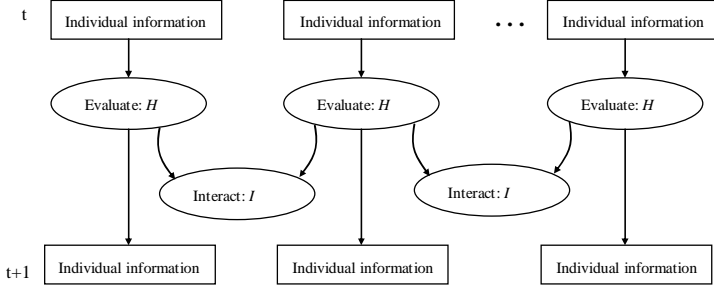 t
Individual information
Individual information
...
Individual information
Evaluate: H
Evaluate: H
Evaluate: H
Interact: I
Interact: I
t+1
Individual information
Individual information
Individual information